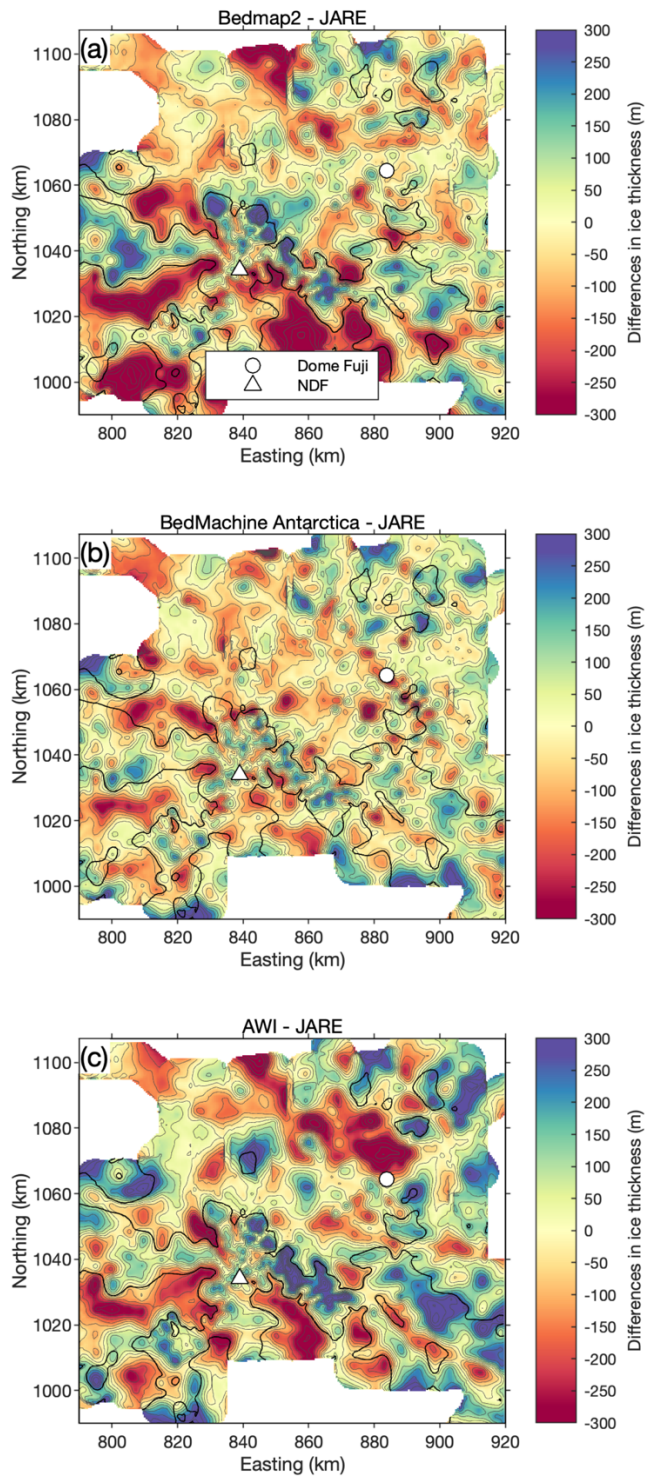 Bedmap2 - JARE
(a)
1100
1080
1060
1040
1020
1000
Northing (km)
800 820 840 860 880 900 920
Easting (km)
Dome Fuji
NDF
300
250
200
150
100
50
0
-50
-100
-150
-200
-250
-300
Differences in ice thickness (m)
BedMachine Antarctica - JARE
(b)
1100
1080
1060
1040
1020
1000
Northing (km)
800 820 840 860 880 900 920
Easting (km)
300
250
200
150
100
50
0
-50
-100
-150
-200
-250
-300
Differences in ice thickness (m)
AWI - JARE
(c)
1100
1080
1060
1040
1020
1000
Northing (km)
800 820 840 860 880 900 920
Easting (km)
300
250
200
150
100
50
0
-50
-100
-150
-200
-250
-300
Differences in ice thickness (m)